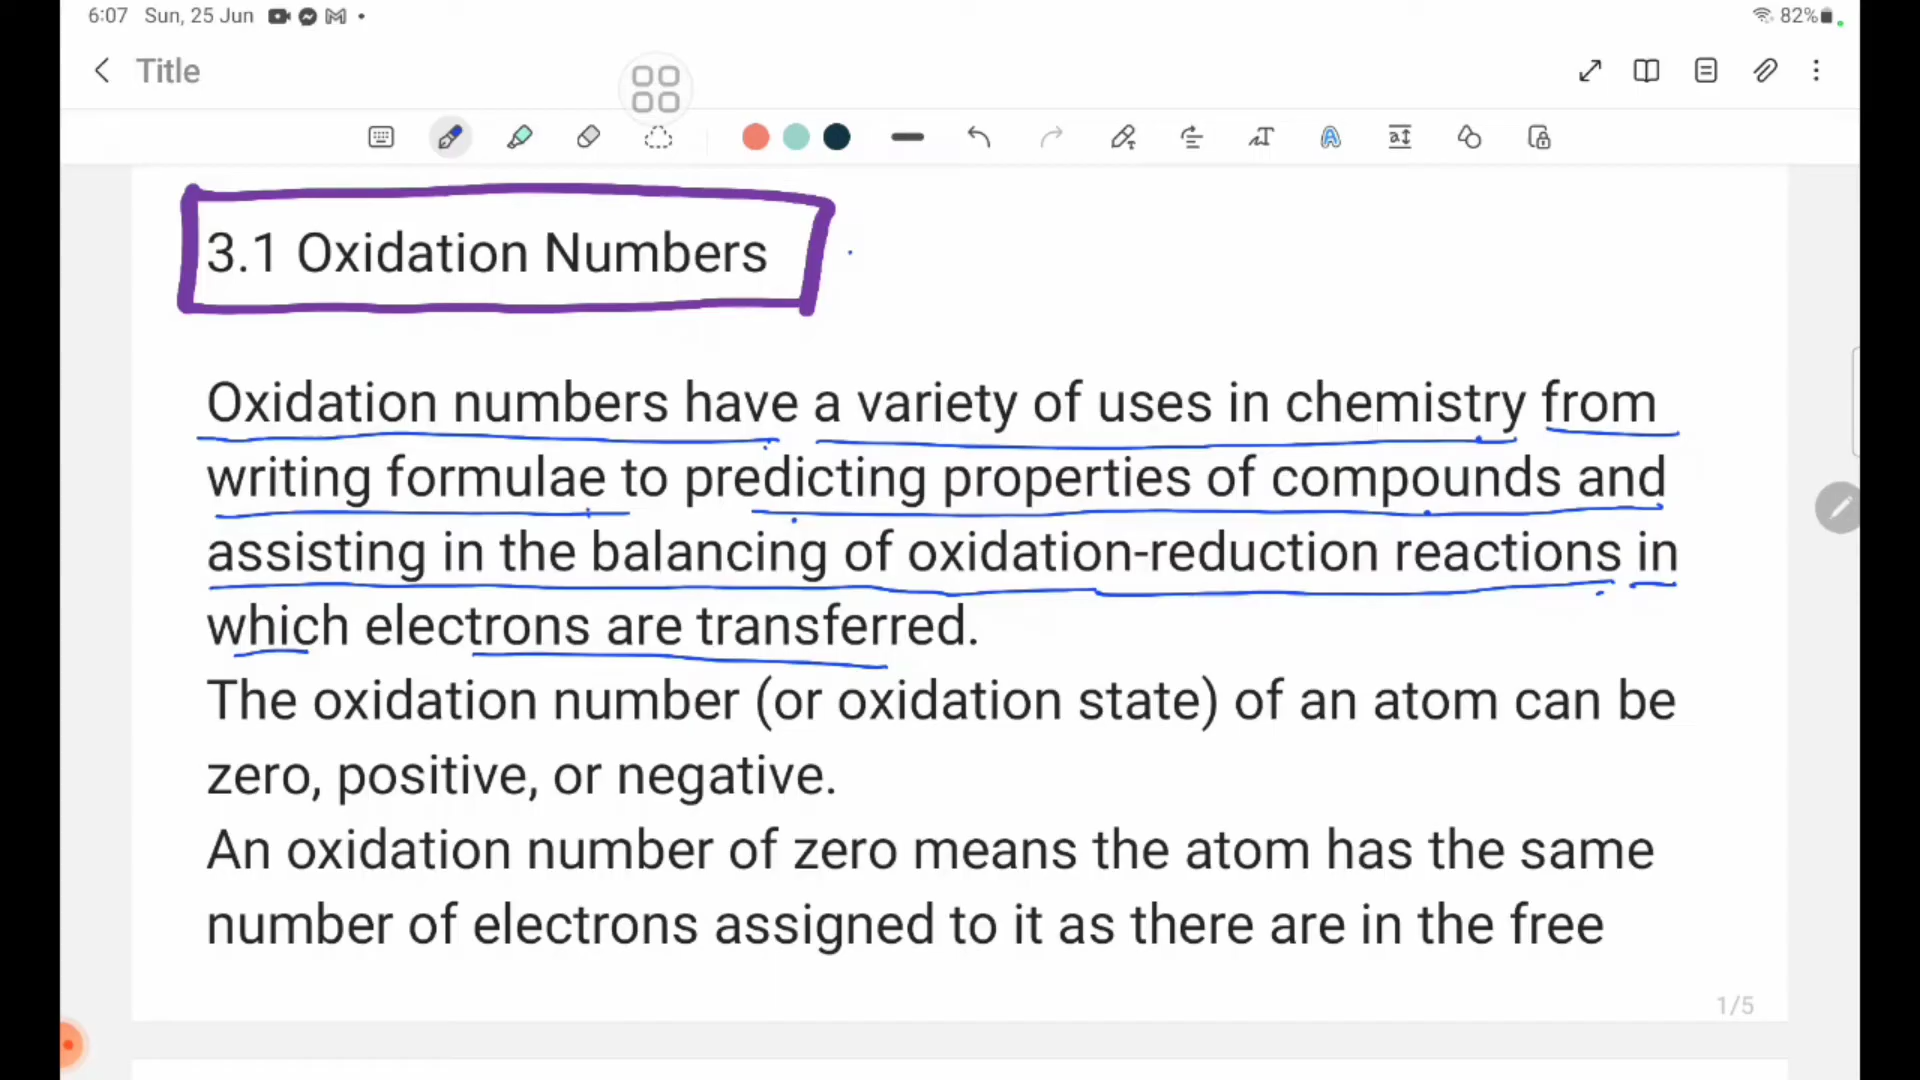 6:07 Sun, 25 Jun
82%
Title
3.1 Oxidation Numbers
Oxidation numbers have a variety of uses in chemistry from
writing formulae to predicting properties of compounds and
assisting in the balancing of oxidation-reduction reactions in
which electrons are transferred.
The oxidation number (or oxidation state) of an atom can be
zero, positive, or negative.
An oxidation number of zero means the atom has the same
number of electrons assigned to it as there are in the free
1/5